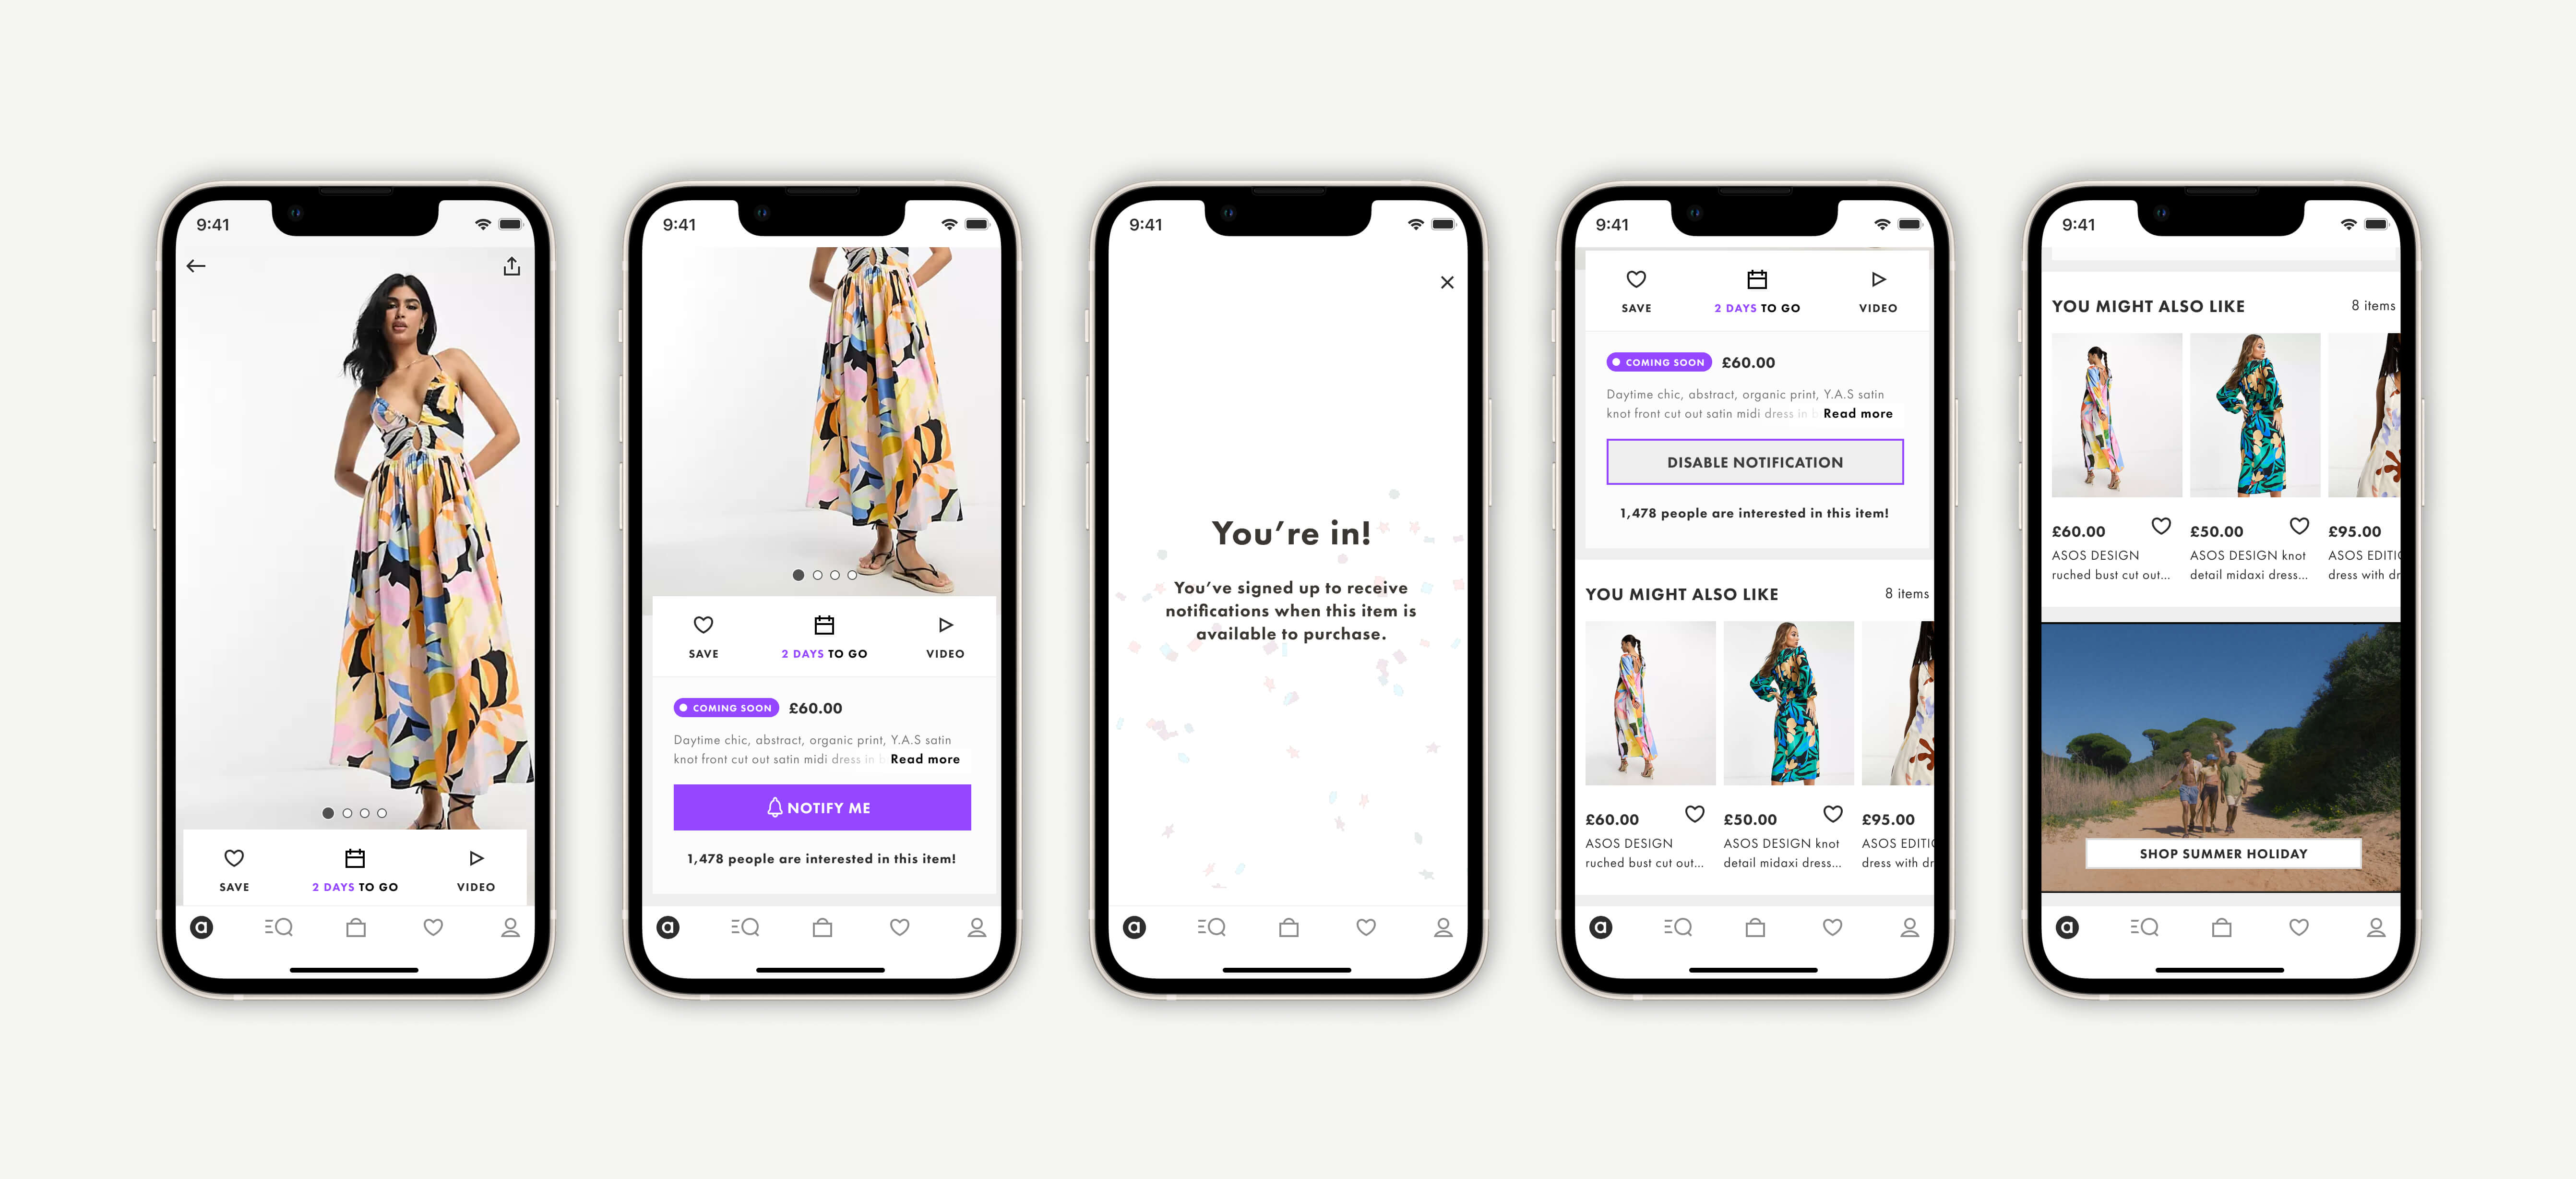 9:41
SAVE
2 DAYS TO GO
VIDEO
9:41
SAVE
2 DAYS TO GO
VIDEO
COMING SOON
£60.00
Daytime chic, abstract, organic print, Y.A.S satin
knot front cut out satin midi dress in b Read more
NOTIFY ME
1,478 people are interested in this item!
9:41
You're in!
You've signed up to receive
notifications when this item is
available to purchase.
9:41
SAVE
2 DAYS TO GO
VIDEO
COMING SOON
£60.00
Daytime chic, abstract, organic print, Y.A.S satin
knot front cut out satin midi dress in b Read more
DISABLE NOTIFICATION
1,478 people are interested in this item!
YOU MIGHT ALSO LIKE
8 items
£60.00
ASOS DESIGN
ruched bust cut out...
£50.00
ASOS DESIGN knot
detail midaxi dress...
£95.00
ASOS EDITI
dress with dr
9:41
YOU MIGHT ALSO LIKE
8 items
£60.00
ASOS DESIGN
ruched bust cut out...
£50.00
ASOS DESIGN knot
detail midaxi dress...
£95.00
ASOS EDITI
dress with dr
SHOP SUMMER HOLIDAY